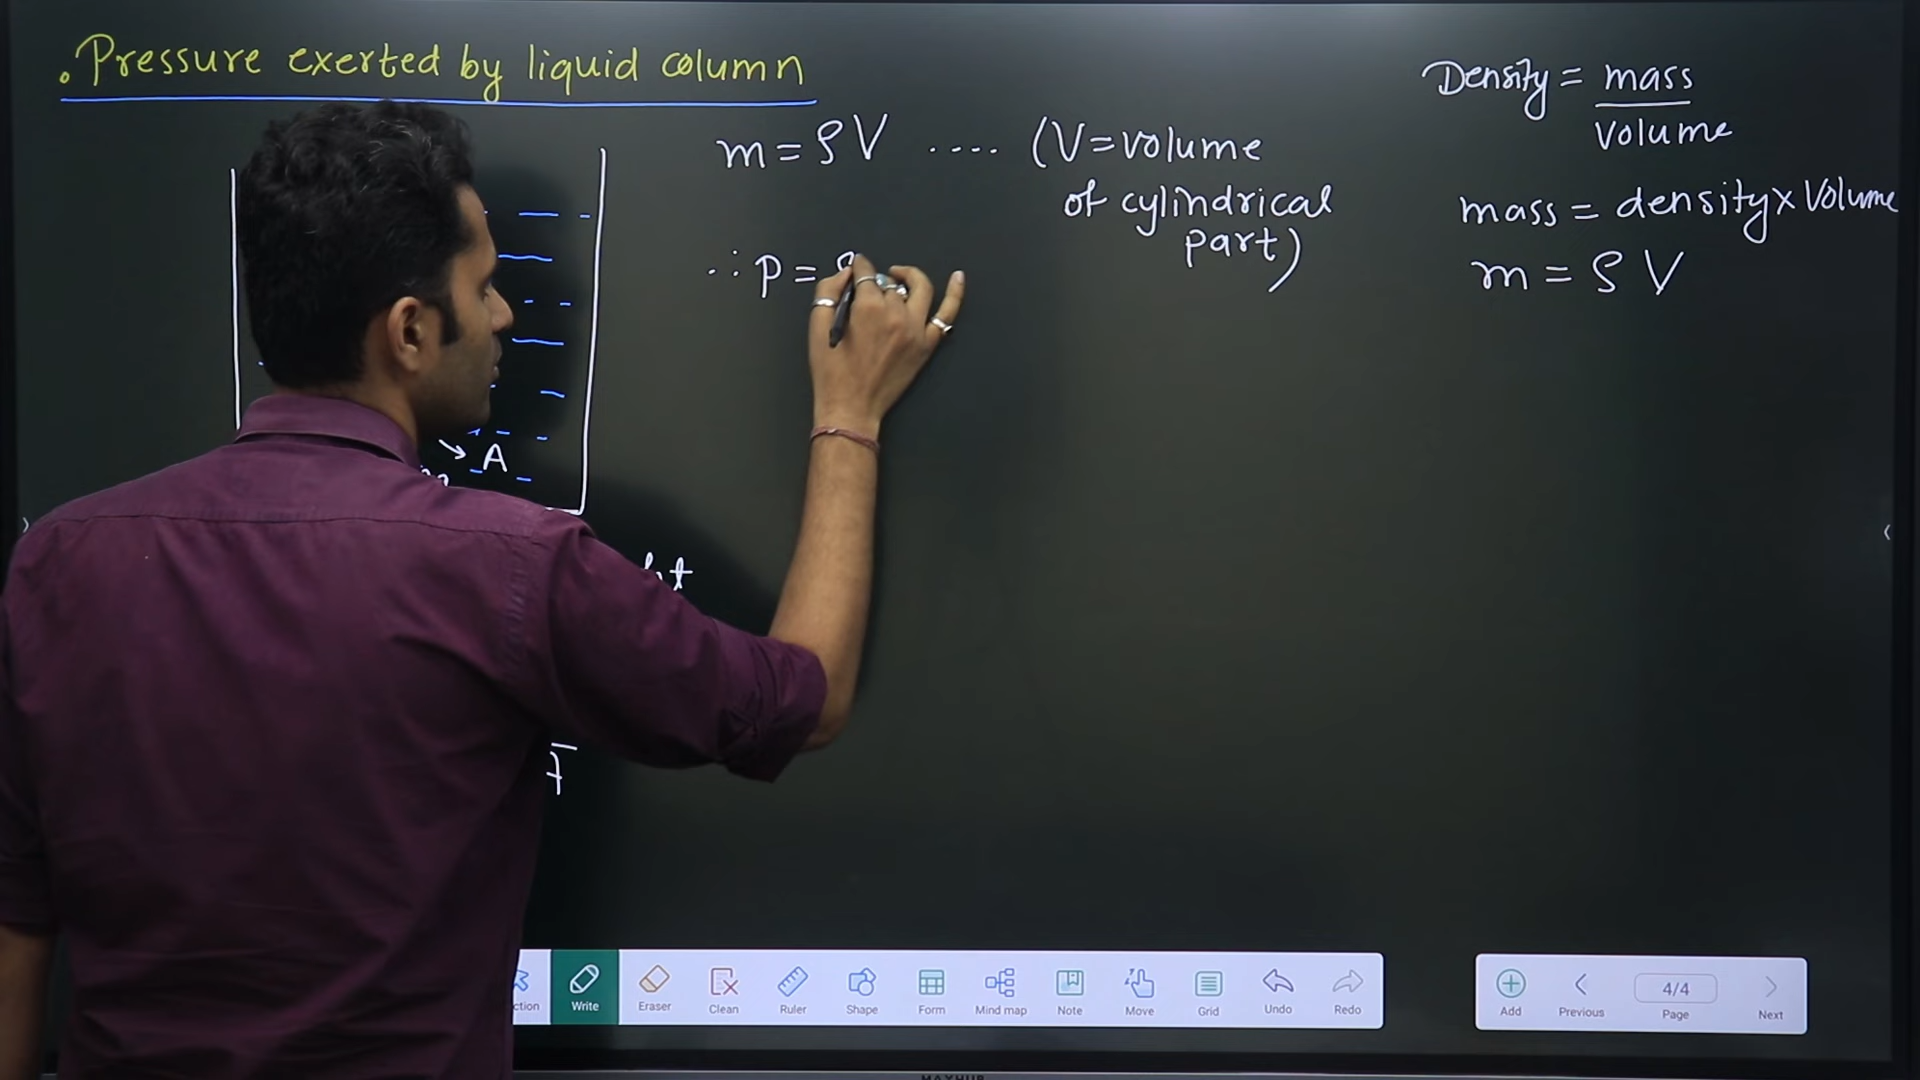 . Pressure exerted by liquid column
Density = mass
volume
m = ρV .... (V = volume
of cylindrical
part)
mass = density × Volume
m = ρ V
∴ p = ρ
→ A
Write
Eraser
Clean
Ruler
Shape
Form
Mind map
Note
Move
Grid
Undo
Redo
Add
Previous
4/4
Page
Next